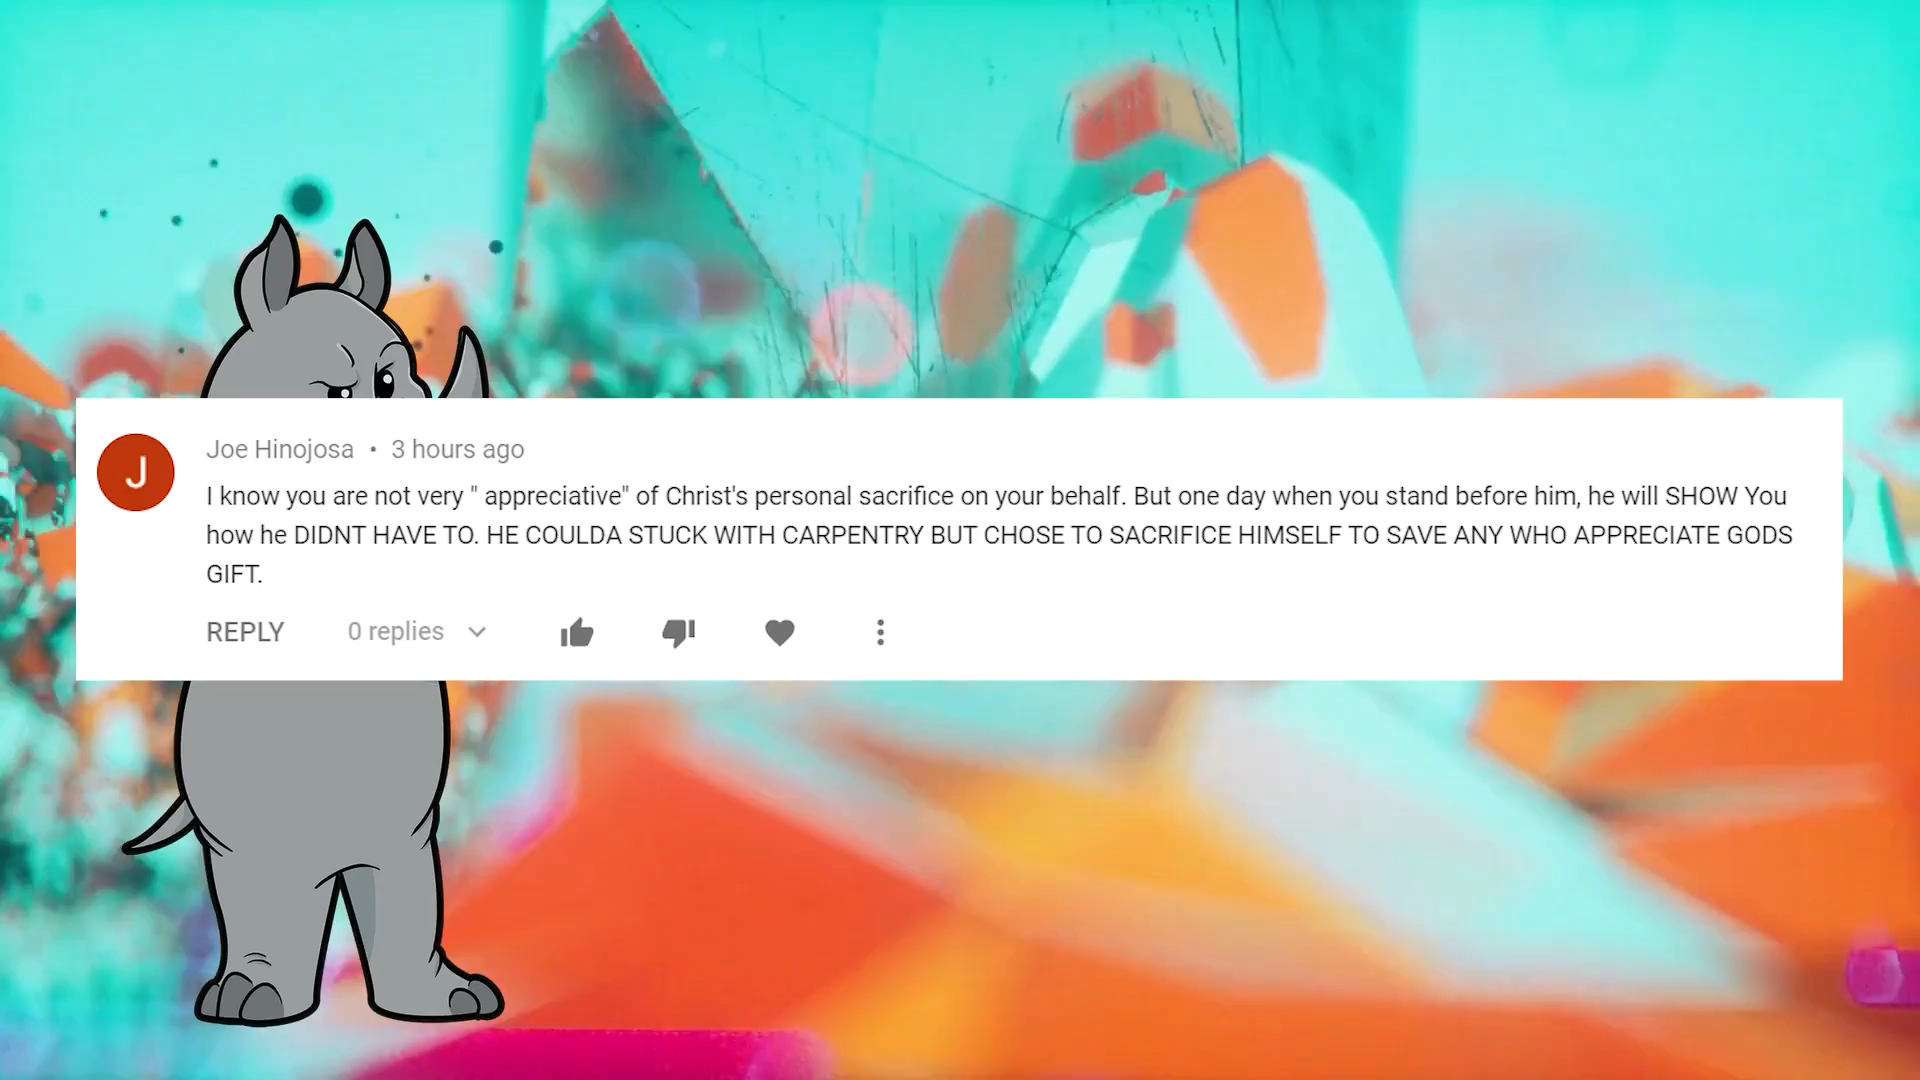 J
Joe Hinojosa • 3 hours ago
I know you are not very " appreciative" of Christ's personal sacrifice on your behalf. But one day when you stand before him, he will SHOW You
how he DIDNT HAVE TO. HE COULDA STUCK WITH CARPENTRY BUT CHOSE TO SACRIFICE HIMSELF TO SAVE ANY WHO APPRECIATE GODS
GIFT.
REPLY 0 replies